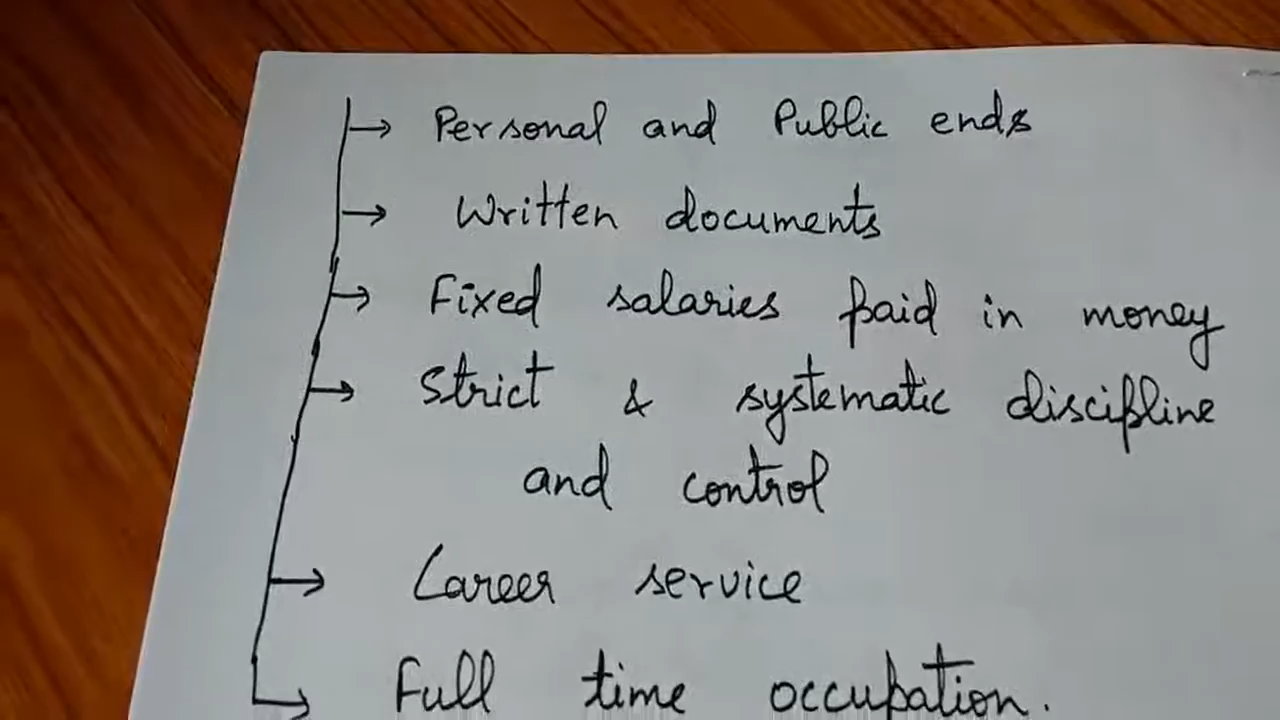 Personal and Public ends
Written documents
Fixed salaries paid in money
Strict & systematic discipline
and control
Career service
Full time occupation.